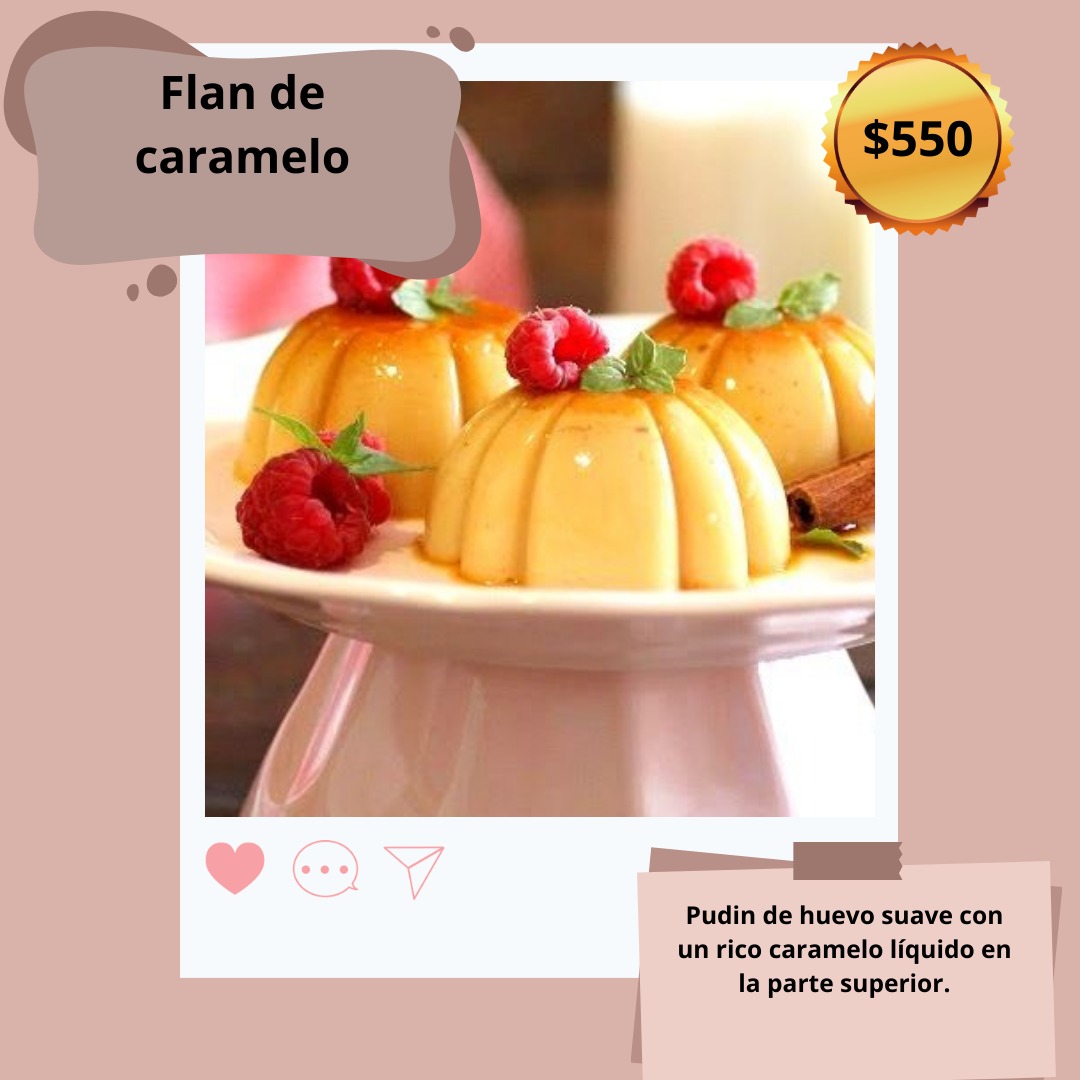 Flan de
caramelo
$550
Pudin de huevo suave con
un rico caramelo líquido en
la parte superior.